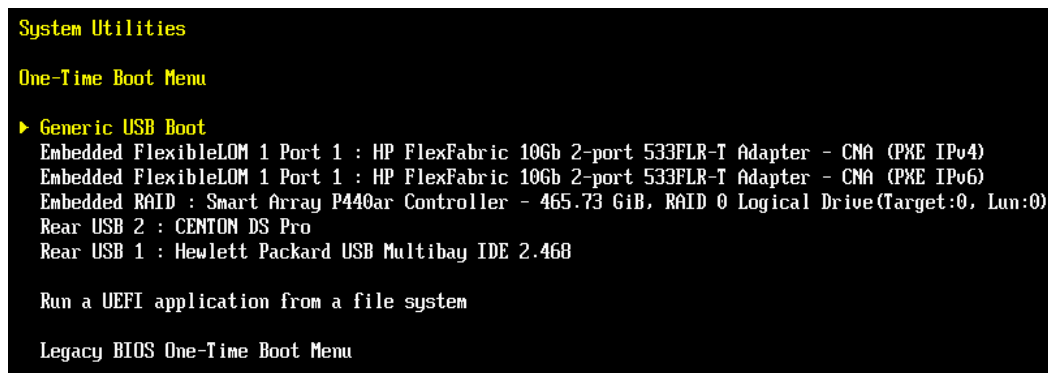 System Utilities
One-Time Boot Menu
Generic USB Boot
Embedded FlexibleLOM 1 Port 1 : HP FlexFabric 10Gb 2-port 533FLR-T Adapter - CNA (PXE IPv4)
Embedded FlexibleLOM 1 Port 1 : HP FlexFabric 10Gb 2-port 533FLR-T Adapter - CNA (PXE IPv6)
Embedded RAID : Smart Array P440ar Controller - 465.73 GiB, RAID 0 Logical Drive(Target:0, Lun:0)
Rear USB 2 : CENTON DS Pro
Rear USB 1 : Hewlett Packard USB Multibay IDE 2.468
Run a UEFI application from a file system
Legacy BIOS One-Time Boot Menu